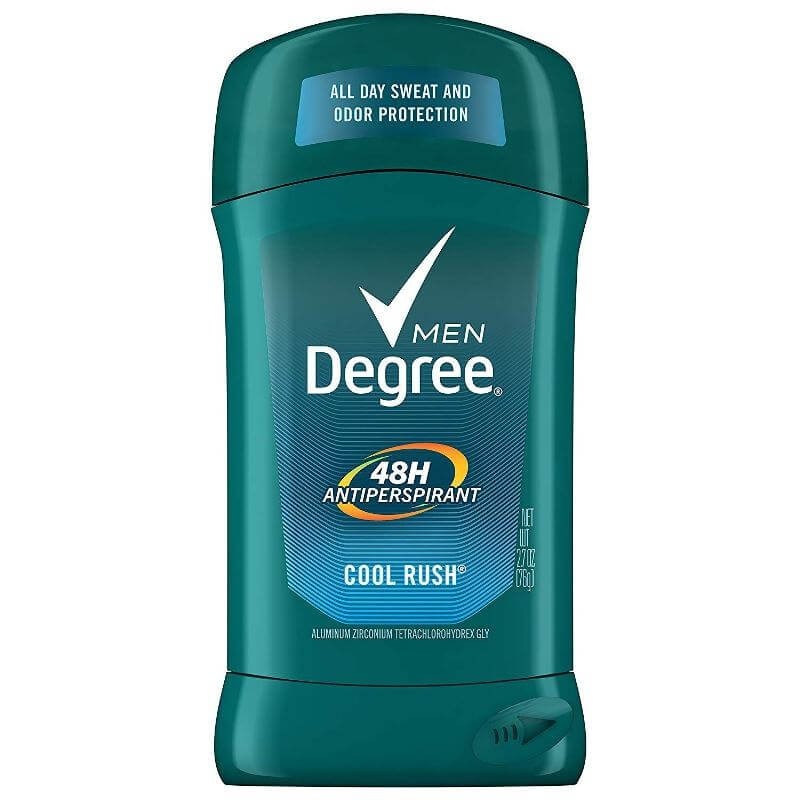 ALL DAY SWEAT AND
ODOR PROTECTION
MEN
Degree®
48H
ANTIPERSPIRANT
COOL RUSH®
NET
WT
2.7 OZ
(76g)
ALUMINUM ZIRCONIUM TETRACHLOROHYDREX GLY